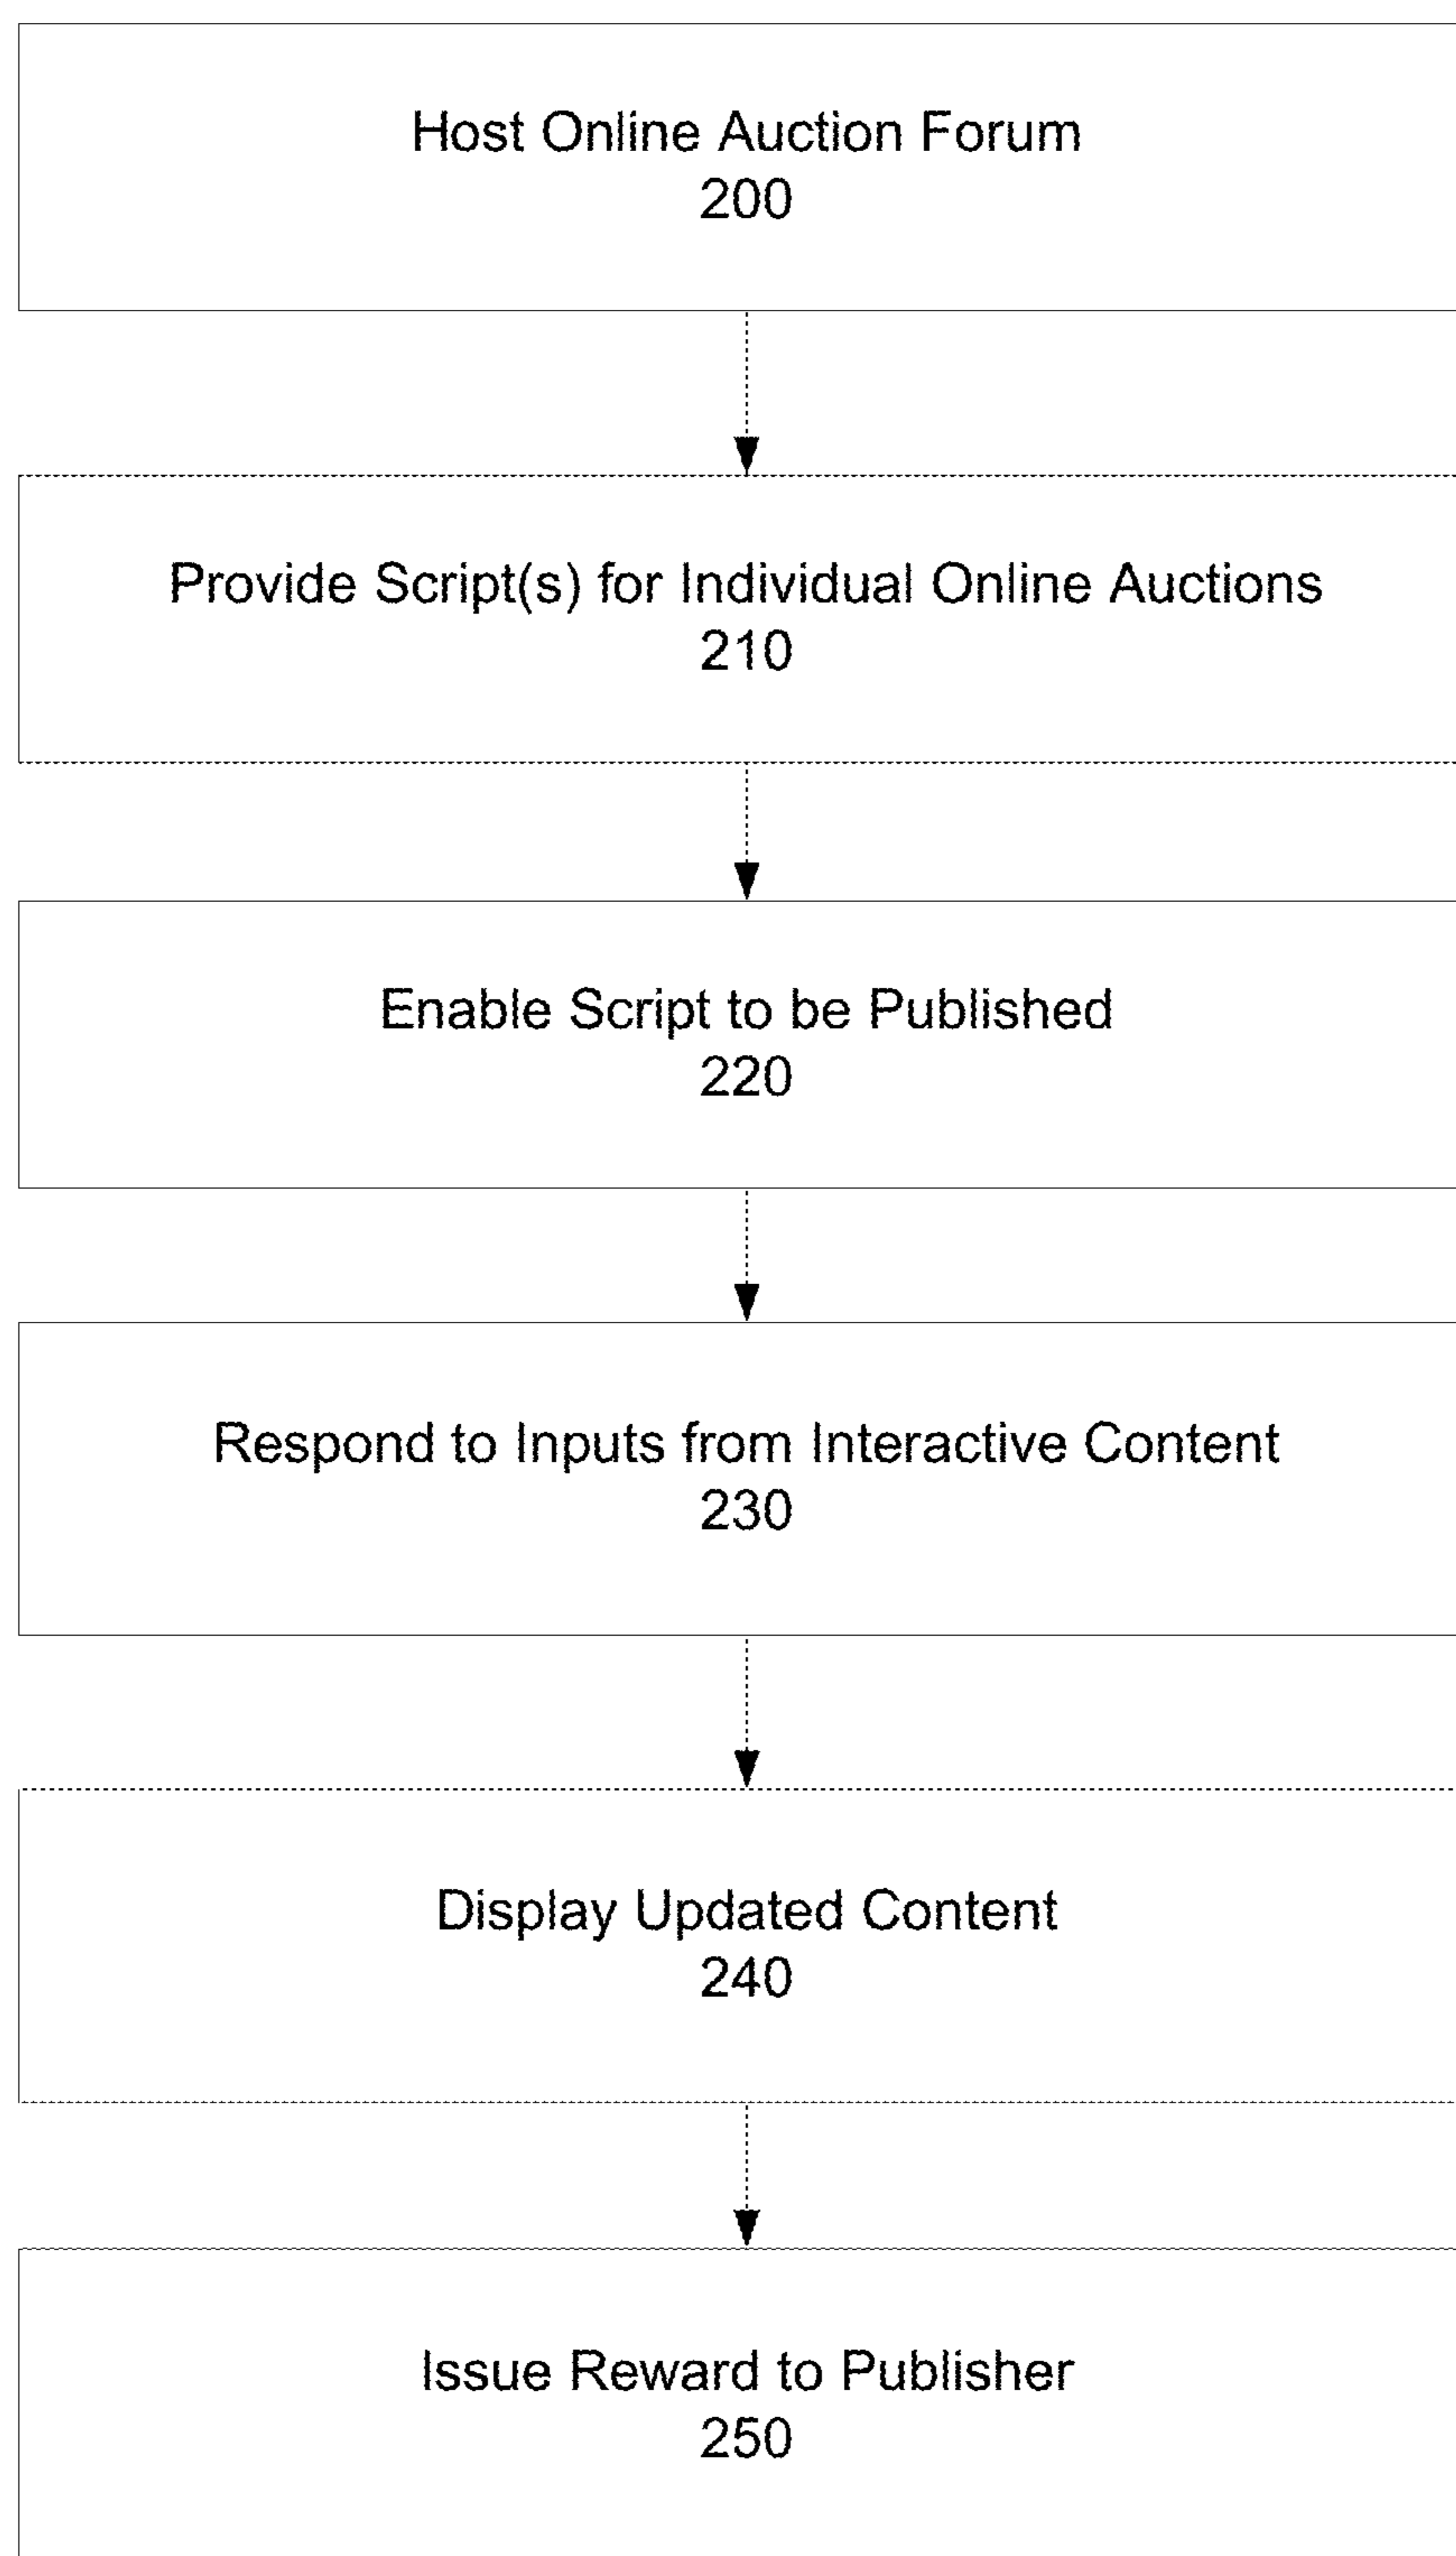 Host Online Auction Forum
200
Provide Script(s) for Individual Online Auctions
210
Enable Script to be Published
220
Respond to Inputs from Interactive Content
230
Display Updated Content
240
Issue Reward to Publisher
250